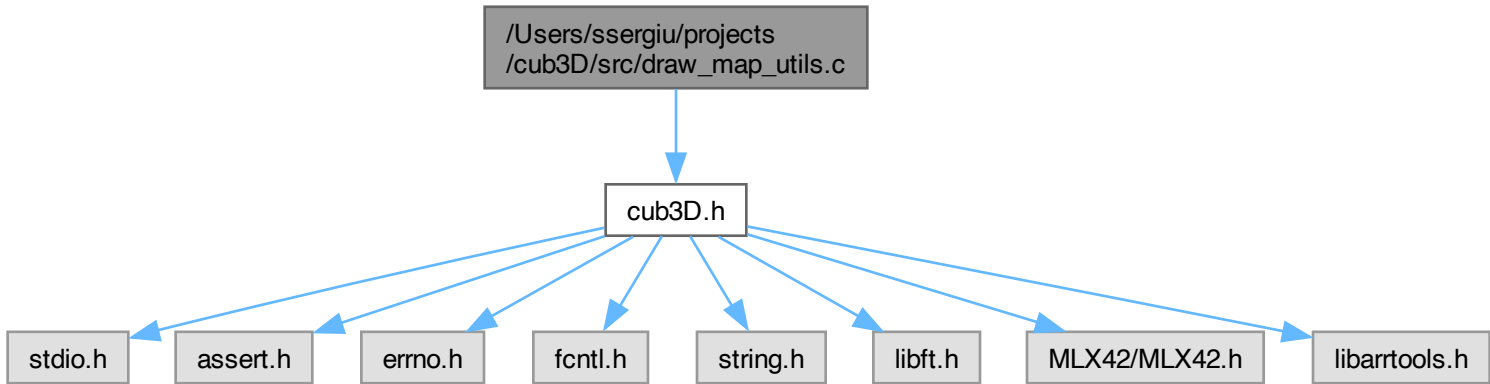 /Users/ssergiu/projects
/cub3D/src/draw_map_utils.c
cub3D.h
stdio.h
assert.h
errno.h
fcntl.h
string.h
libft.h
MLX42/MLX42.h
libarrtools.h